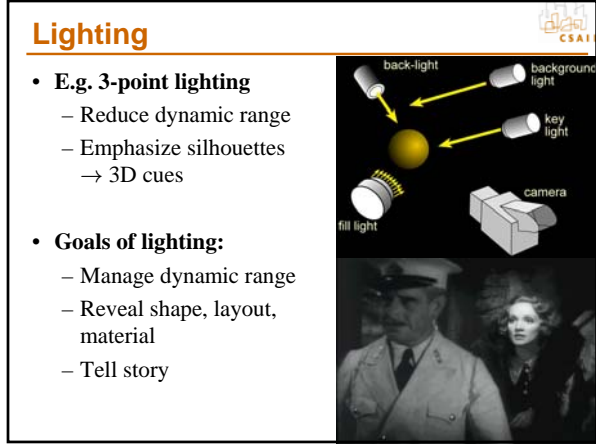 Lighting
CSAIL
• E.g. 3-point lighting
– Reduce dynamic range
– Emphasize silhouettes
→ 3D cues
• Goals of lighting:
– Manage dynamic range
– Reveal shape, layout,
material
– Tell story
back-light
background
light
key
light
camera
fill light